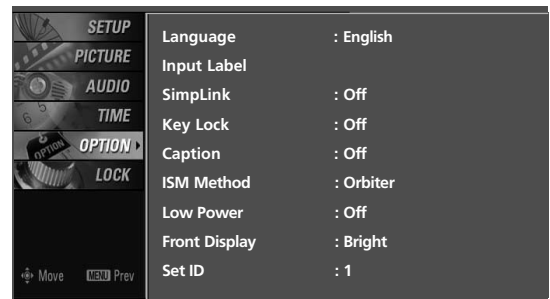 SETUP
PICTURE
AUDIO
TIME
OPTION
LOCK
Move MENU Prev
Language : English
Input Label
SimpLink : Off
Key Lock : Off
Caption : Off
ISM Method : Orbiter
Low Power : Off
Front Display : Bright
Set ID : 1